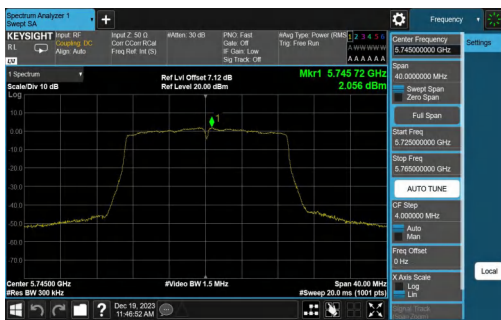 Spectrum Analyzer 1
Swept SA
Frequency
KEYSIGHT
RL
Input: RF
Coupling: DC
Align: Auto
Input Z: 50 Ω
Corr CCorr RCal
Freq Ref: Int (S)
#Atten: 30 dB
PNO: Fast
Gate: Off
IF Gain: Low
Sig Track: Off
#Avg Type: Power (RMS
Trig: Free Run
1 2 3 4 5 6
A W W W W W
A A A A A A
LV
1 Spectrum
Scale/Div 10 dB
Log
Ref Lvl Offset 7.12 dB
Ref Level 20.00 dBm
Mkr1 5.745 72 GHz
2.056 dBm
1
10.0
0.00
-10.0
-20.0
-30.0
-40.0
-50.0
-60.0
-70.0
Center 5.74500 GHz
#Res BW 300 kHz
#Video BW 1.5 MHz
Span 40.00 MHz
#Sweep 20.0 ms (1001 pts)
Dec 19, 2023
11:46:52 AM
Center Frequency
5.745000000 GHz
Settings
Span
40.0000000 MHz
Swept Span
Zero Span
Full Span
Start Freq
5.725000000 GHz
Stop Freq
5.765000000 GHz
AUTO TUNE
CF Step
4.000000 MHz
Auto
Man
Freq Offset
0 Hz
X Axis Scale
Log
Lin
Local
Signal Track